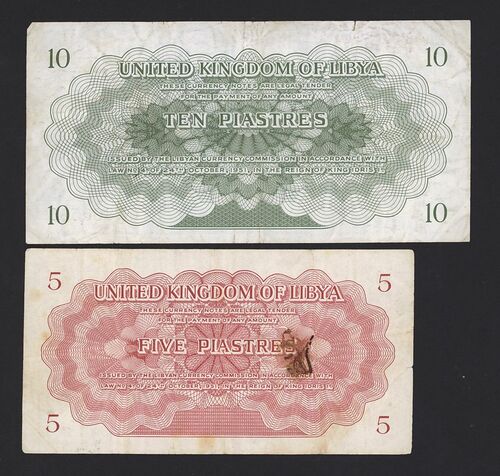 10 10
UNITED KINGDOM OF LIBYA
THESE CURRENCY NOTES ARE LEGAL TENDER
FOR THE PAYMENT OF ANY AMOUNT
TEN PIASTRES
ISSUED BY THE LIBYAN CURRENCY COMMISSION IN ACCORDANCE WITH
LAW NO. 4 OF 24TH OCTOBER, 1951, IN THE REIGN OF KING IDRIS I
10 10
5 5
UNITED KINGDOM OF LIBYA
THESE CURRENCY NOTES ARE LEGAL TENDER
FOR THE PAYMENT OF ANY AMOUNT
FIVE PIASTRES
ISSUED BY THE LIBYAN CURRENCY COMMISSION IN ACCORDANCE WITH
LAW NO. 4 OF 24TH OCTOBER, 1951, IN THE REIGN OF KING IDRIS I
5 5